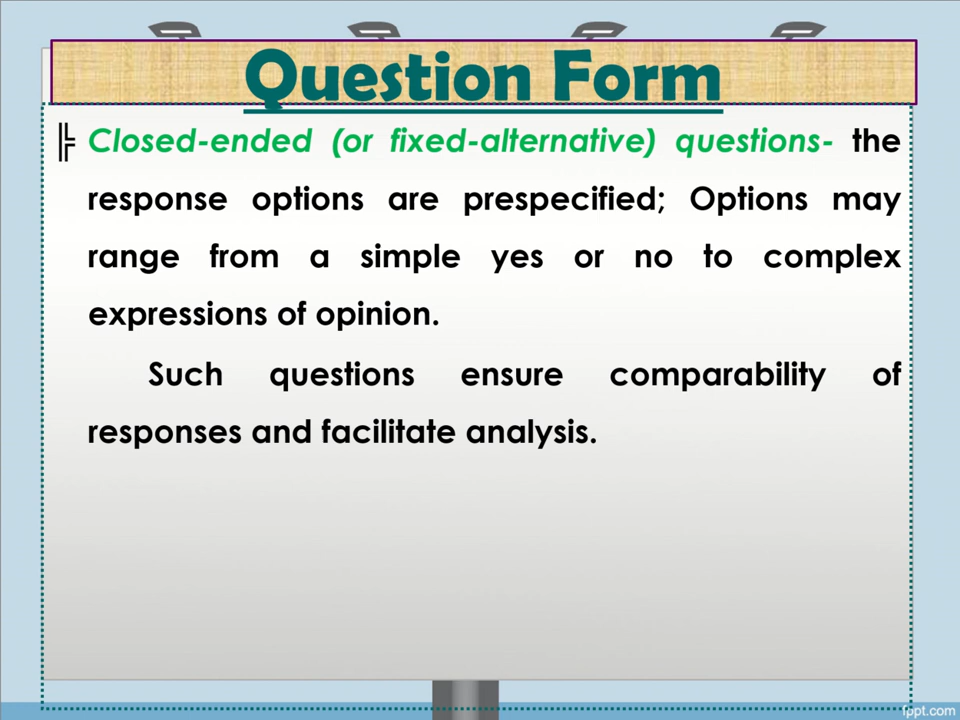 Question Form
╠ Closed-ended (or fixed-alternative) questions- the
response options are prespecified; Options may
range from a simple yes or no to complex
expressions of opinion.
Such questions ensure comparability of
responses and facilitate analysis.
fppt.com